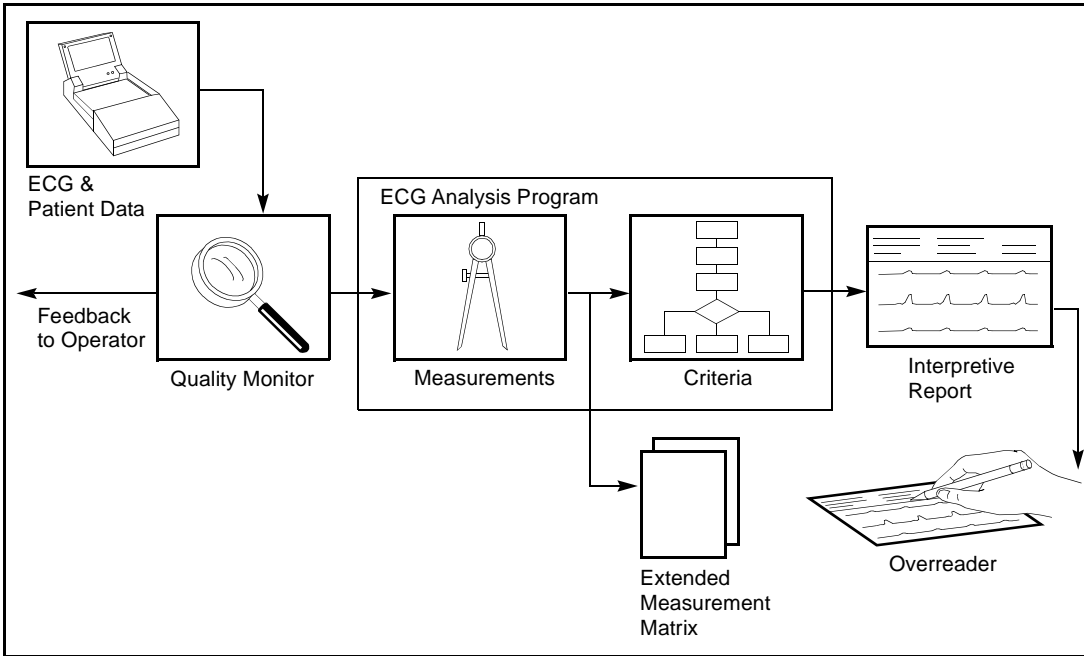 ECG &
Patient Data
ECG Analysis Program
Feedback
to Operator
Quality Monitor
Measurements
Criteria
Interpretive
Report
Extended
Measurement
Matrix
Overreader